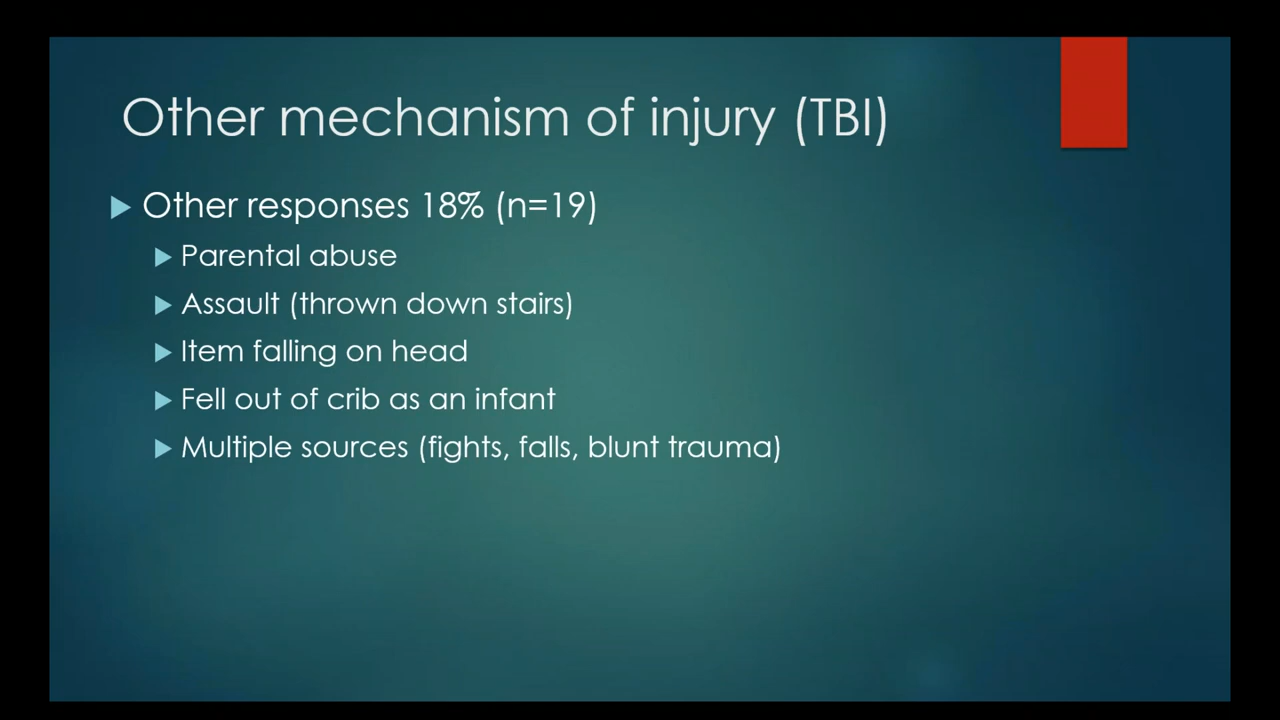 Other mechanism of injury (TBI)
Other responses 18% (n=19)
Parental abuse
Assault (thrown down stairs)
Item falling on head
Fell out of crib as an infant
Multiple sources (fights, falls, blunt trauma)